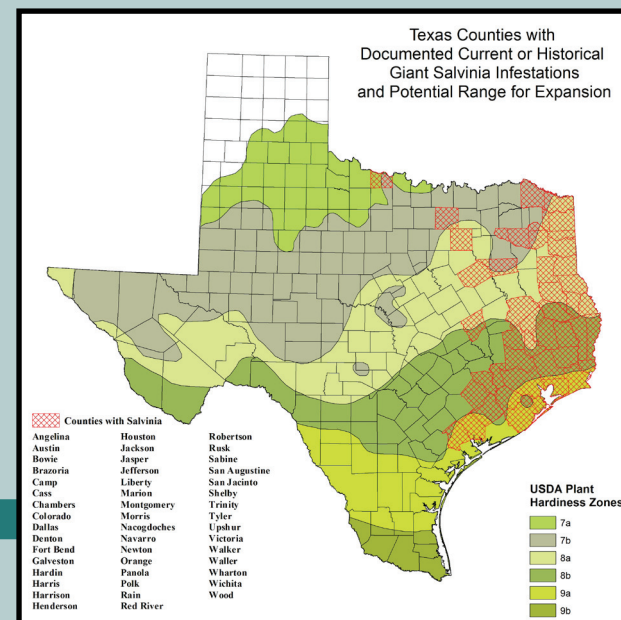 Texas Counties with
Documented Current or Historical
Giant Salvinia Infestations
and Potential Range for Expansion
Counties with Salvinia
Angelina
Austin
Bowie
Brazoria
Camp
Cass
Chambers
Colorado
Dallas
Denton
Fort Bend
Galveston
Hardin
Harris
Harrison
Henderson
Houston
Jackson
Jasper
Jefferson
Liberty
Marion
Montgomery
Morris
Nacogdoches
Navarro
Newton
Orange
Panola
Polk
Rain
Red River
Robertson
Rusk
Sabine
San Augustine
San Jacinto
Shelby
Trinity
Tyler
Upshur
Victoria
Walker
Waller
Wharton
Wichita
Wood
USDA Plant
Hardiness Zones
7a
7b
8a
8b
9a
9b